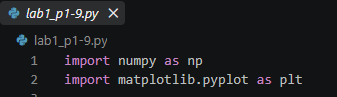 lab1_p1-9.py
lab1_p1-9.py
1 import numpy as np
2 import matplotlib.pyplot as plt